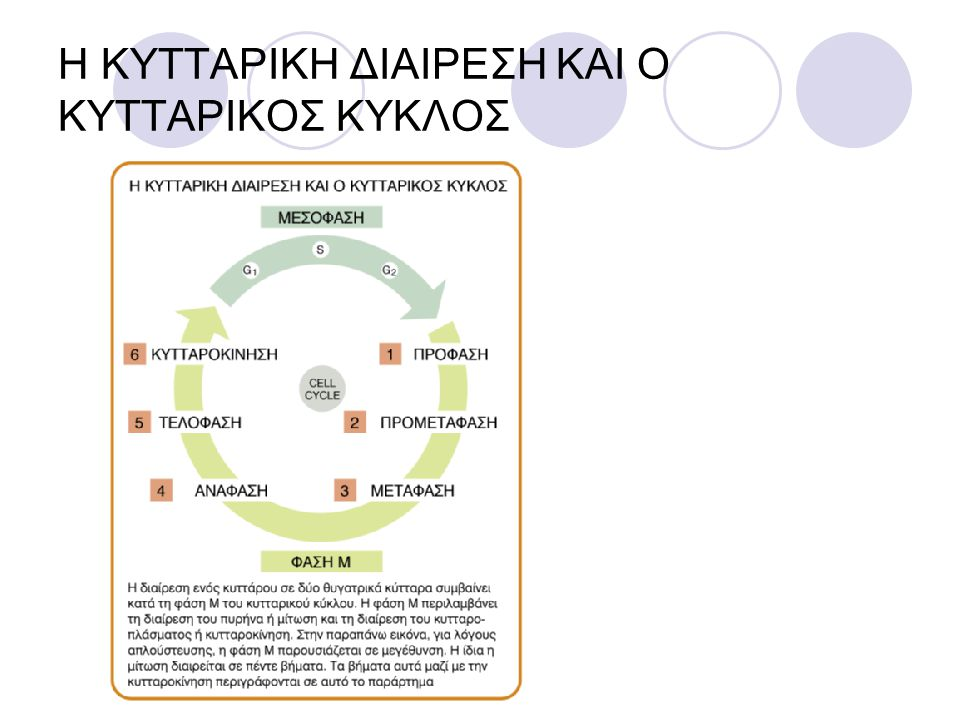 Η ΚΥΤΤΑΡΙΚΗ ΔΙΑΙΡΕΣΗ ΚΑΙ Ο
ΚΥΤΤΑΡΙΚΟΣ ΚΥΚΛΟΣ
Η ΚΥΤΤΑΡΙΚΗ ΔΙΑΙΡΕΣΗ ΚΑΙ Ο ΚΥΤΤΑΡΙΚΟΣ ΚΥΚΛΟΣ
ΜΕΣΟΦΑΣΗ
G1 S G2
6 ΚΥΤΤΑΡΟΚΙΝΗΣΗ
1 ΠΡΟΦΑΣΗ
CELL
CYCLE
5 ΤΕΛΟΦΑΣΗ
2 ΠΡΟΜΕΤΑΦΑΣΗ
4 ΑΝΑΦΑΣΗ
3 ΜΕΤΑΦΑΣΗ
ΦΑΣΗ Μ
Η διαίρεση ενός κυττάρου σε δύο θυγατρικά κύτταρα συμβαίνει
κατά τη φάση Μ του κυτταρικού κύκλου. Η φάση Μ περιλαμβάνει
τη διαίρεση του πυρήνα ή μίτωση και τη διαίρεση του κυτταρο-
πλάσματος ή κυτταροκίνηση. Στην παραπάνω εικόνα, για λόγους
απλούστευσης, η φάση Μ παρουσιάζεται σε μεγέθυνση. Η ίδια η
μίτωση διαιρείται σε πέντε βήματα. Τα βήματα αυτά μαζί με την
κυτταροκίνηση περιγράφονται σε αυτό το παράρτημα